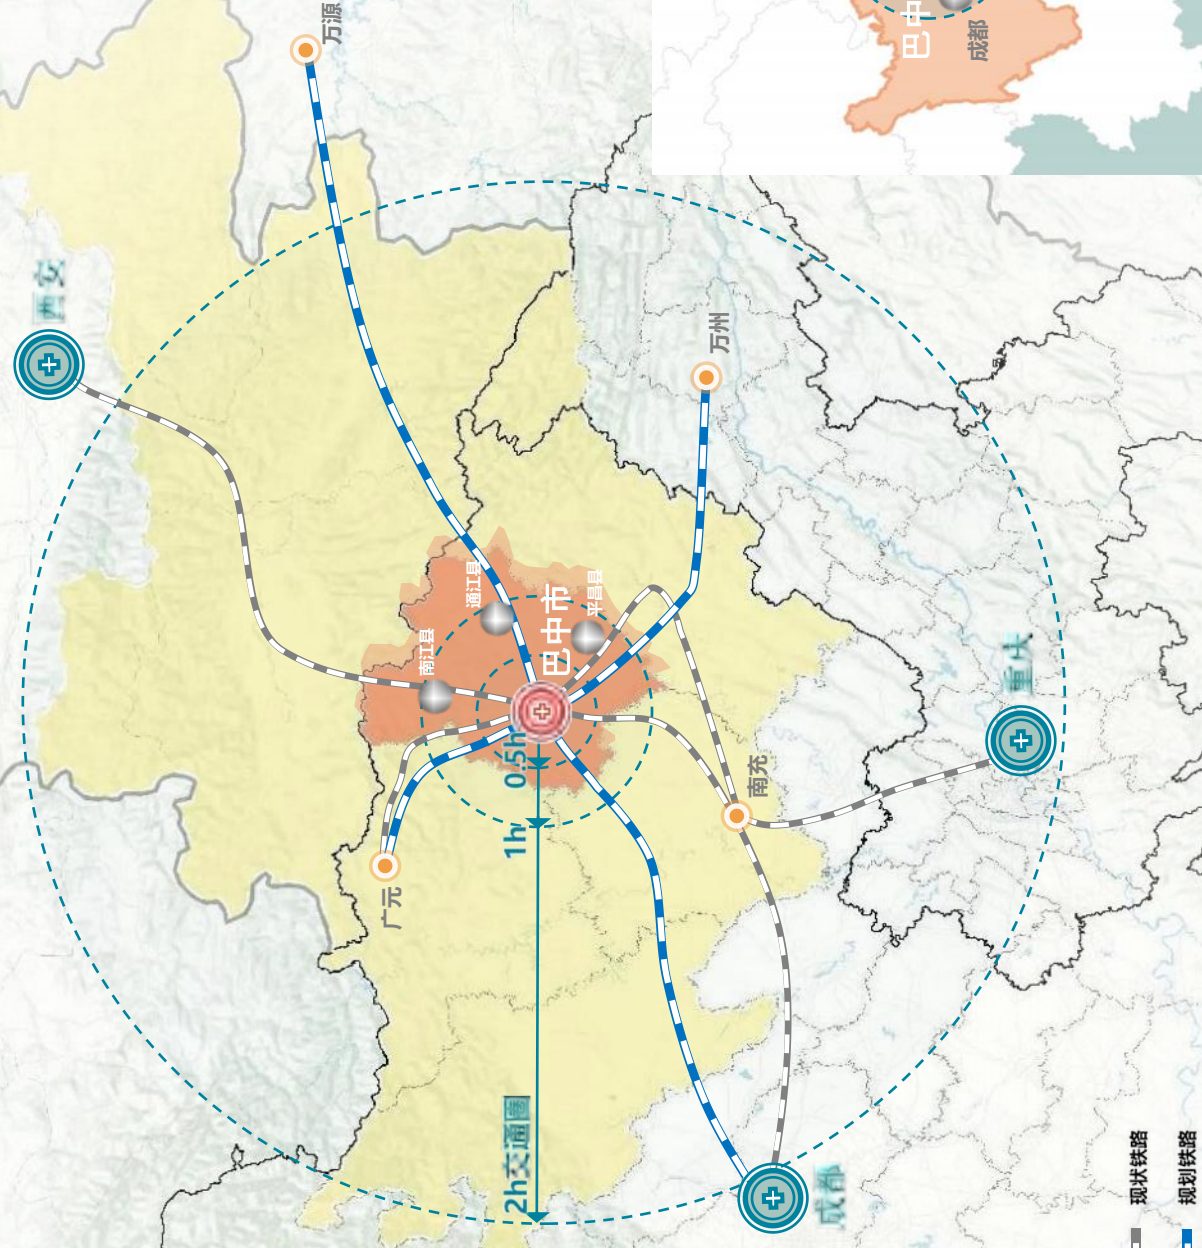 万源
西安
万州
通江县
平昌县
南江县
巴中市
0.5h
1h
2h交通圈
南充
广元
重庆
成都
巴中
成都
现状铁路
规划铁路